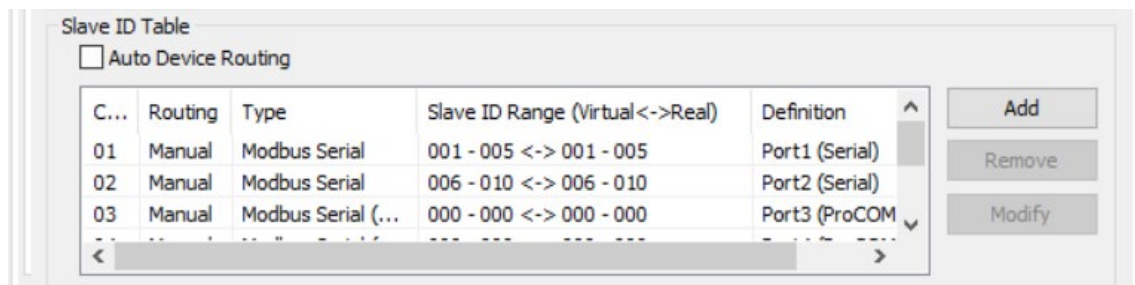 Slave ID Table
Auto Device Routing
C... Routing Type Slave ID Range (Virtual<->Real) Definition
01 Manual Modbus Serial 001 - 005 <-> 001 - 005 Port1 (Serial)
02 Manual Modbus Serial 006 - 010 <-> 006 - 010 Port2 (Serial)
03 Manual Modbus Serial (... 000 - 000 <-> 000 - 000 Port3 (ProCOM
Add
Remove
Modify